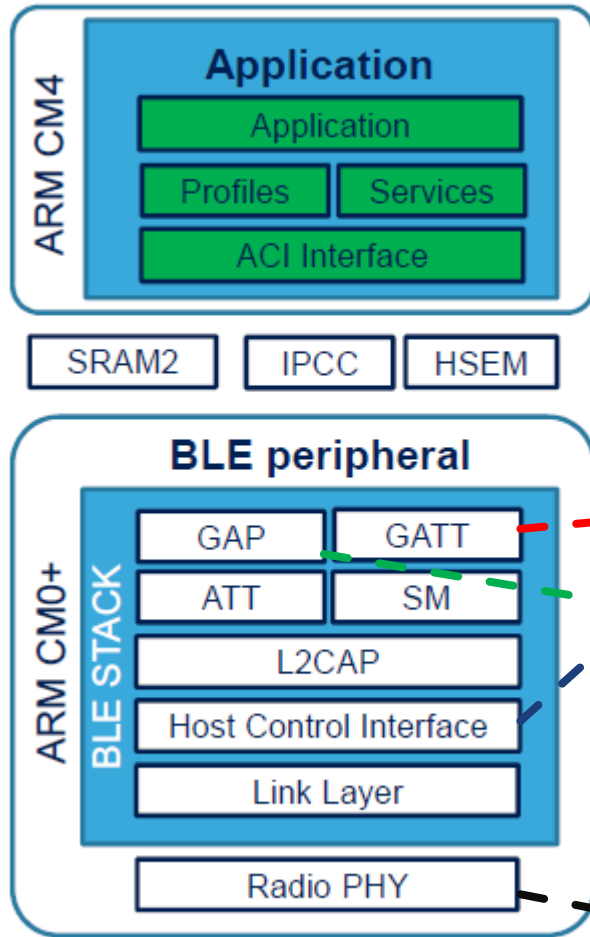 ARM CM4
Application
Application
Profiles Services
ACI Interface
SRAM2 IPCC HSEM
ARM CM0+
BLE peripheral
BLE STACK
GAP GATT
ATT SM
L2CAP
Host Control Interface
Link Layer
Radio PHY